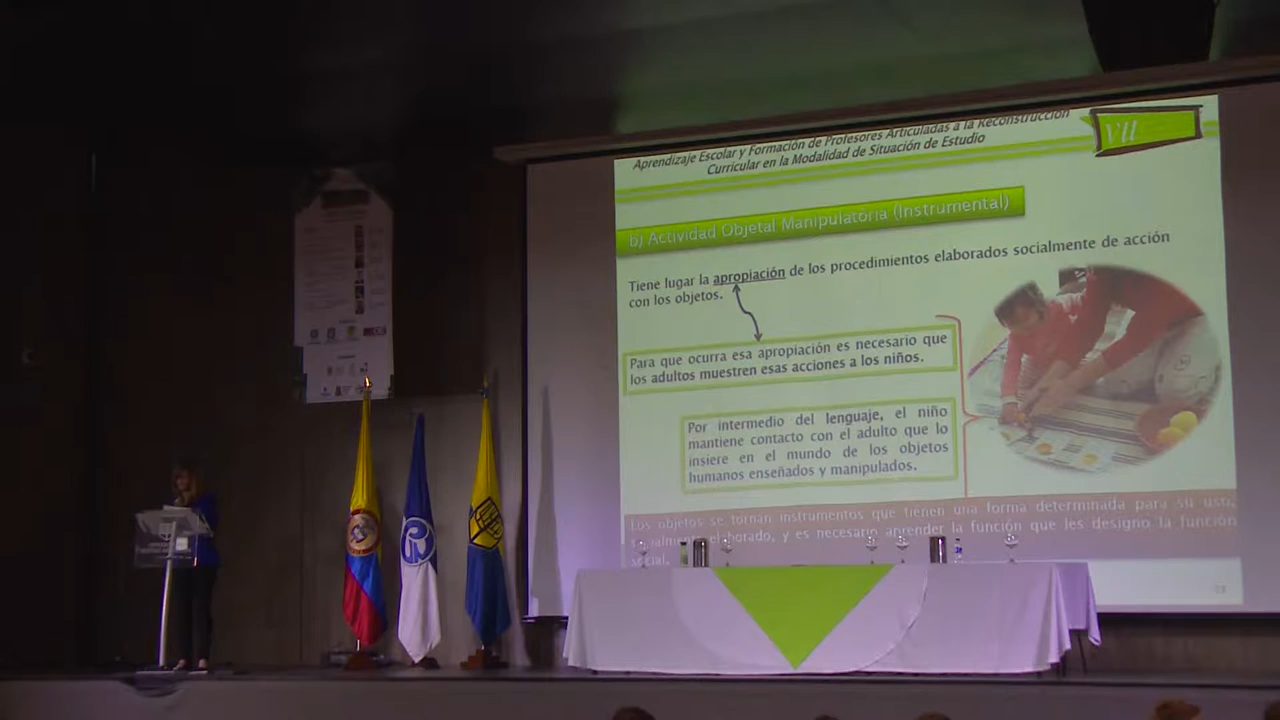 Aprendizaje Escolar y Formación de Profesores Articuladas a la Reconstrucción
Curricular en la Modalidad de Situación de Estudio
VII
b) Actividad Objetal Manipulatoria (Instrumental)
Tiene lugar la apropiación de los procedimientos elaborados socialmente de acción
con los objetos.
Para que ocurra esa apropiación es necesario que
los adultos muestren esas acciones a los niños.
Por intermedio del lenguaje, el niño
mantiene contacto con el adulto que lo
insiere en el mundo de los objetos
humanos enseñados y manipulados.
Los objetos se tornan instrumentos que tienen una forma determinada para su uso,
socialmente elaborado, y es necesario aprender la función que les designo la función
social.